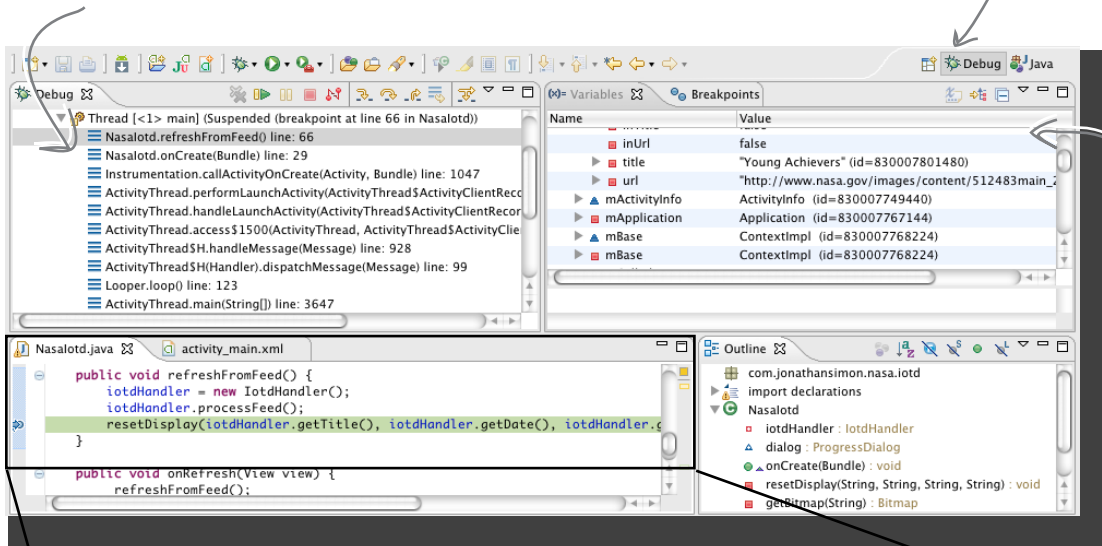 Debug Java
Debug
Thread [<1> main] (Suspended (breakpoint at line 66 in NasaIotd))
NasaIotd.refreshFromFeed() line: 66
NasaIotd.onCreate(Bundle) line: 29
Instrumentation.callActivityOnCreate(Activity, Bundle) line: 1047
ActivityThread.performLaunchActivity(ActivityThread$ActivityClientRecc
ActivityThread.handleLaunchActivity(ActivityThread$ActivityClientRecor
ActivityThread.access$1500(ActivityThread, ActivityThread$ActivityClie
ActivityThread$H.handleMessage(Message) line: 928
ActivityThread$H(Handler).dispatchMessage(Message) line: 99
Looper.loop() line: 123
ActivityThread.main(String[]) line: 3647
(x)= Variables Breakpoints
Name Value
inUrl false
title "Young Achievers" (id=830007801480)
url "http://www.nasa.gov/images/content/512483main_2
mActivityInfo ActivityInfo (id=830007749440)
mApplication Application (id=830007767144)
mBase ContextImpl (id=830007768224)
mBase ContextImpl (id=830007768224)
NasaIotd.java activity_main.xml
public void refreshFromFeed() {
iotdHandler = new IotdHandler();
iotdHandler.processFeed();
resetDisplay(iotdHandler.getTitle(), iotdHandler.getDate(), iotdHandler.g
}
public void onRefresh(View view) {
refreshFromFeed();
Outline
com.jonathansimon.nasa.iotd
import declarations
NasaIotd
iotdHandler : IotdHandler
dialog : ProgressDialog
onCreate(Bundle) : void
resetDisplay(String, String, String, String) : void
getBitmap(String) : Bitmap